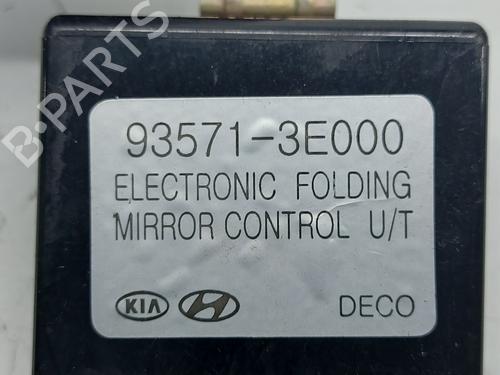 93571-3E000
ELECTRONIC FOLDING
MIRROR CONTROL U/T
KIA DECO
B-PARTS